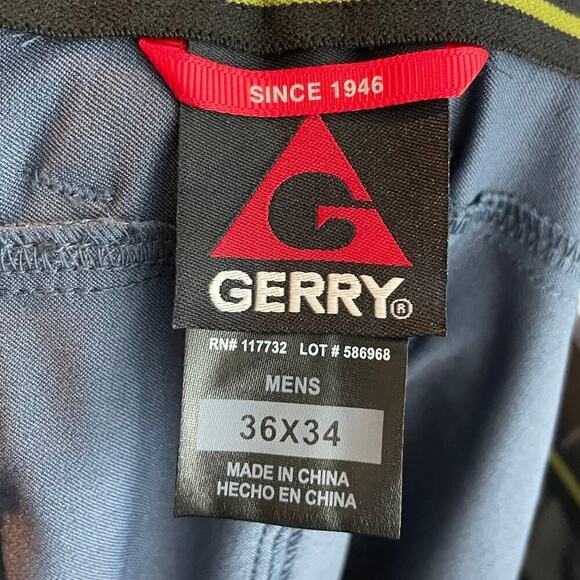 SINCE 1946
G
GERRY®
RN# 117732 LOT # 586968
MENS
36X34
MADE IN CHINA
HECHO EN CHINA